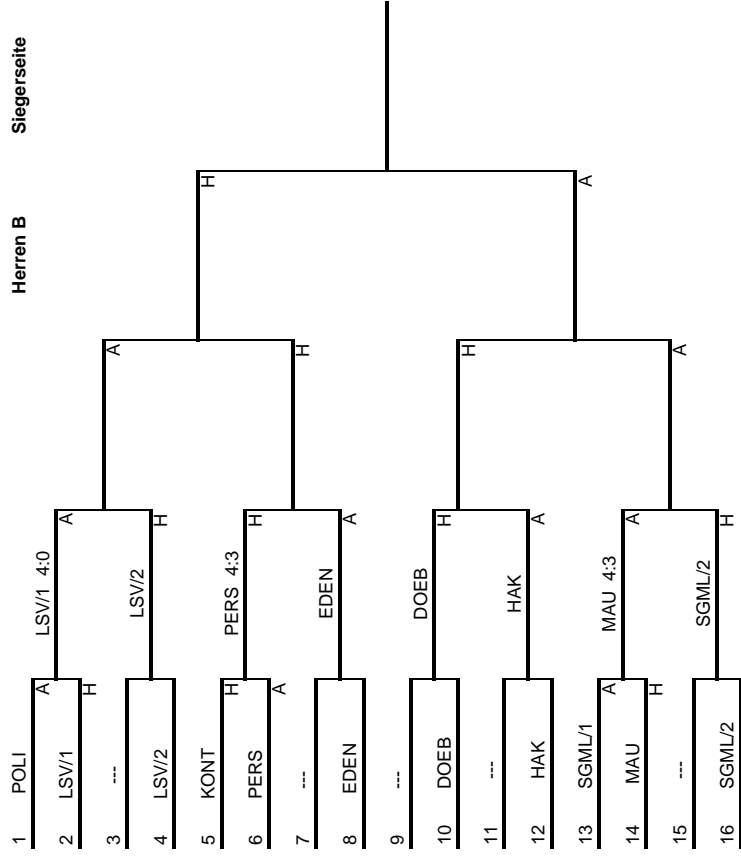 Herren B Siegerseite
1 POLI
A LSV/1 4:0
2 LSV/1 A
H
3 --- A
LSV/2
4 LSV/2 H
5 KONT H
H PERS 4:3
6 PERS H
A
7 --- H
EDEN
8 EDEN A
9 ---
DOEB
10 DOEB H
H
11 ---
HAK
12 HAK A
13 SGML/1 A
A MAU 4:3
14 MAU A
H
15 --- A
SGML/2
16 SGML/2 H